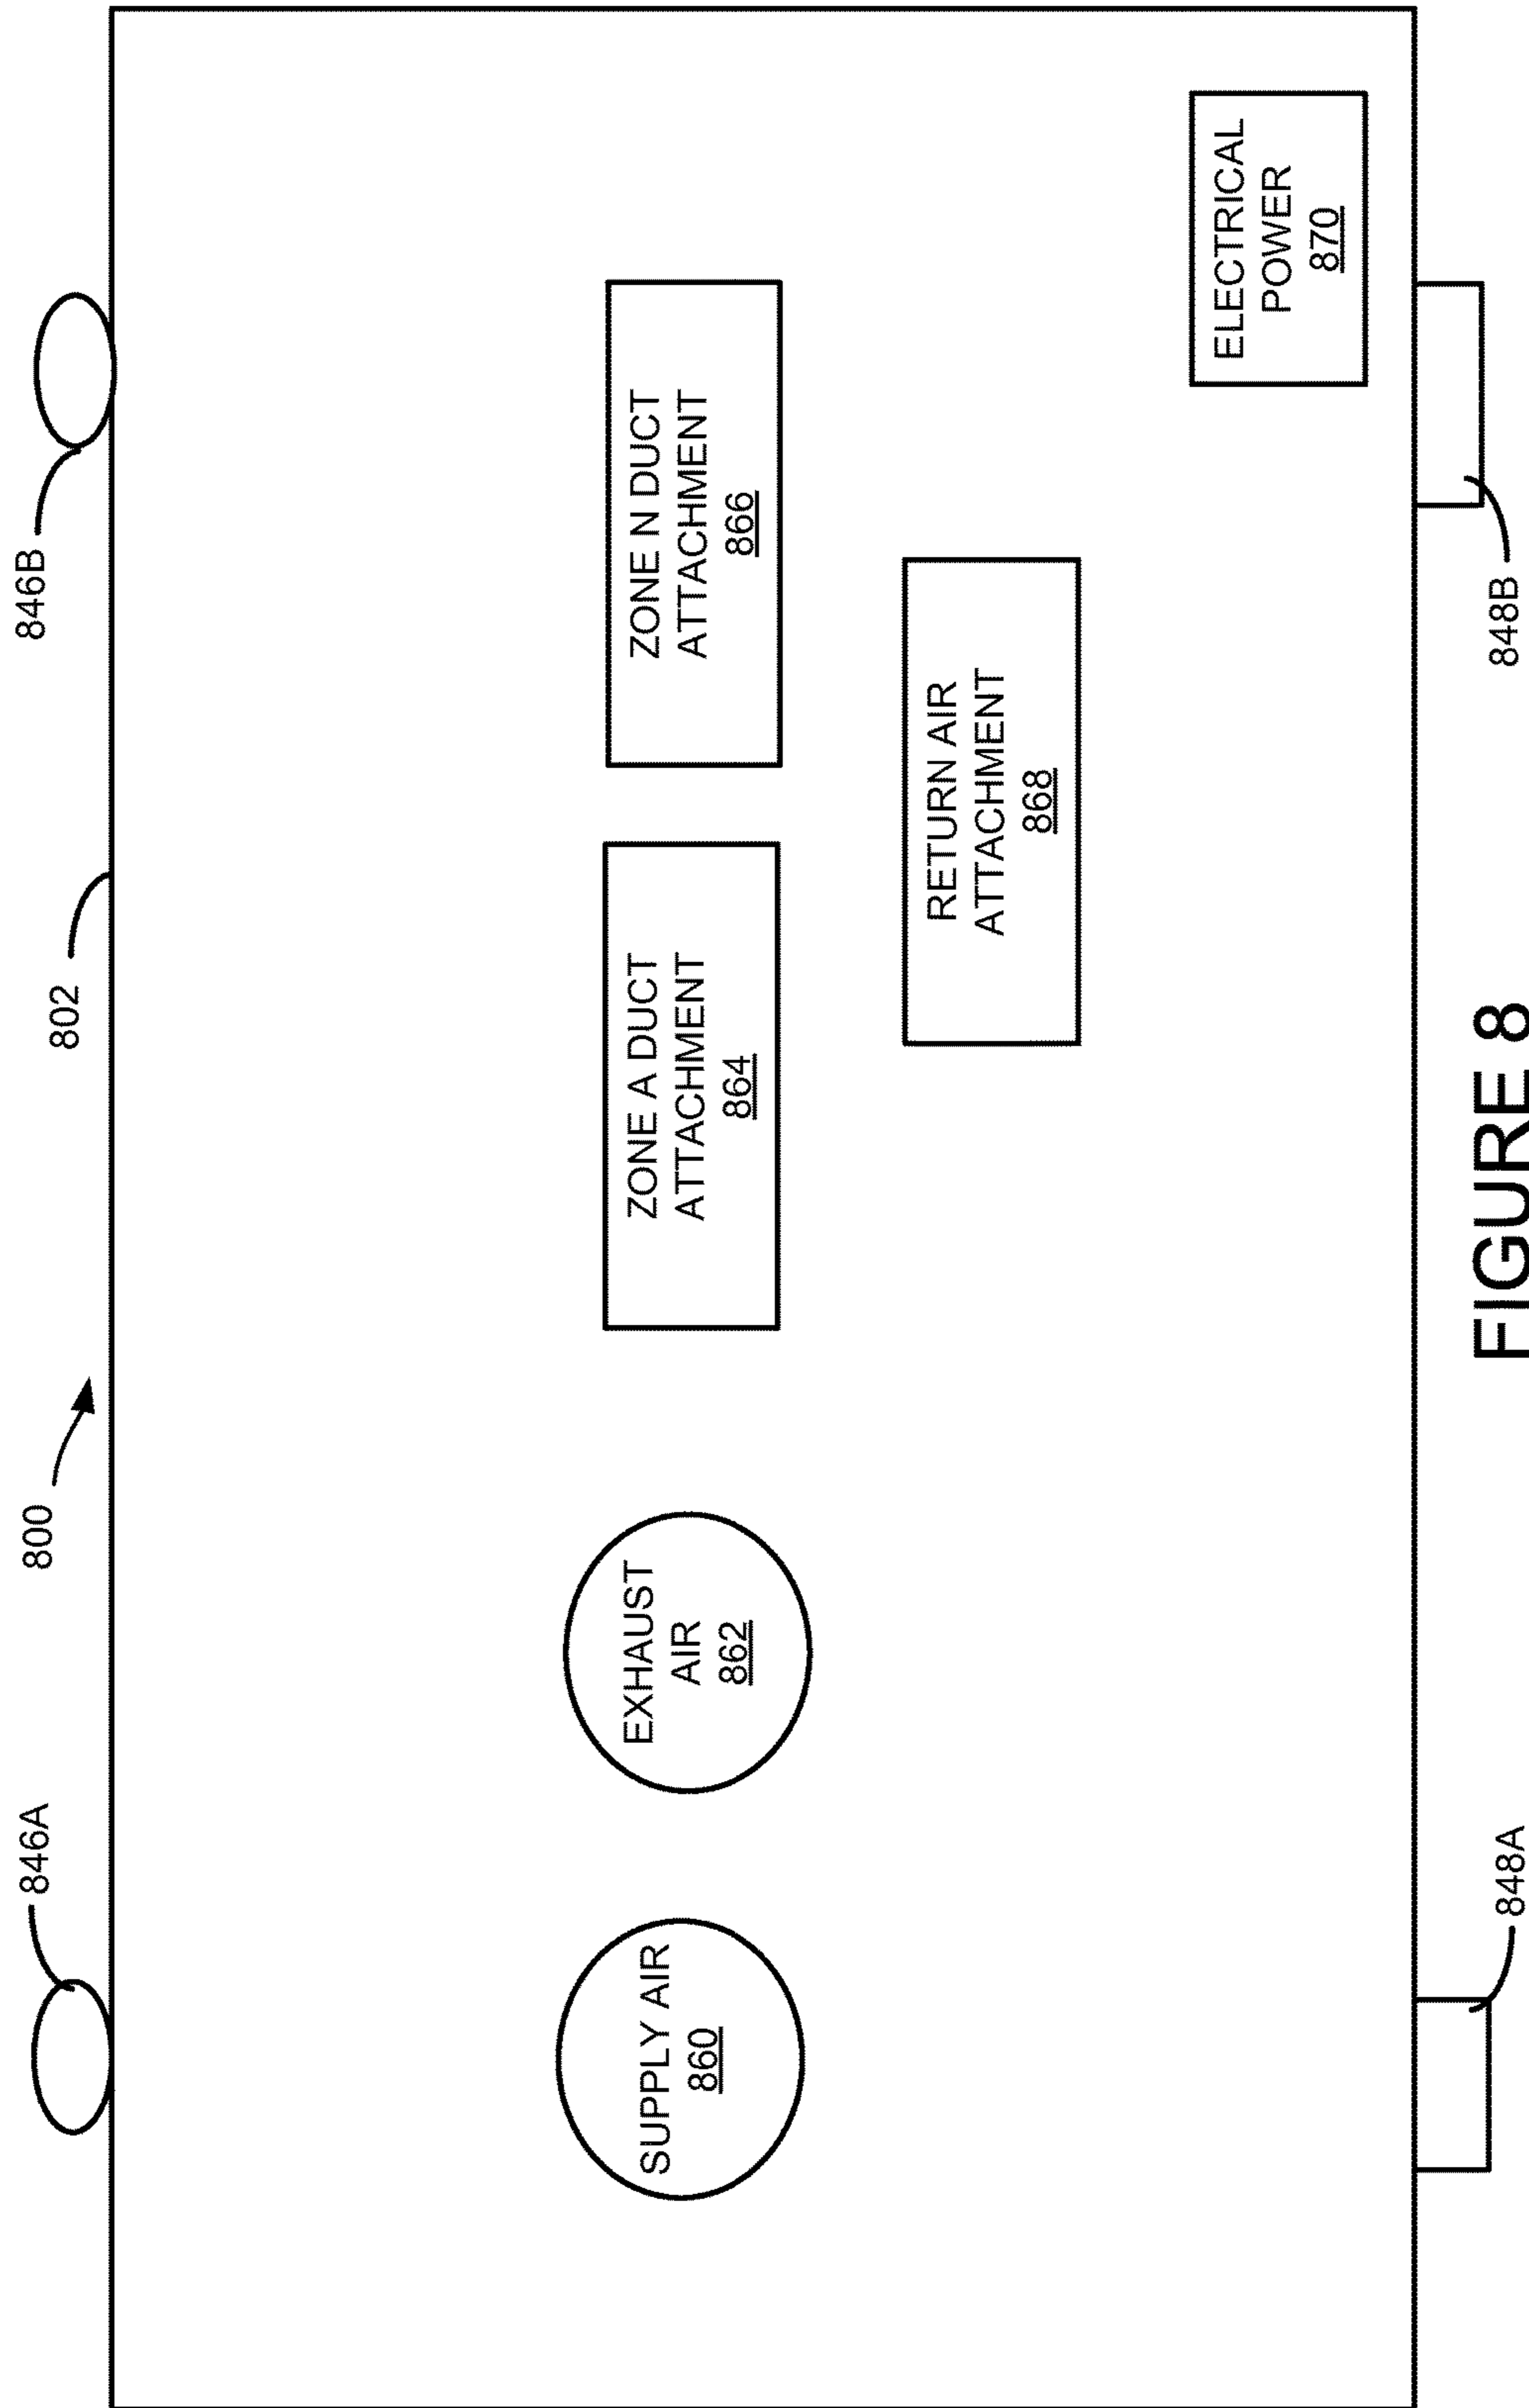 846A
800
802
846B
SUPPLY AIR
860
EXHAUST
AIR
862
ZONE A DUCT
ATTACHMENT
864
ZONE N DUCT
ATTACHMENT
866
RETURN AIR
ATTACHMENT
868
ELECTRICAL
POWER
870
848A
848B
FIGURE 8